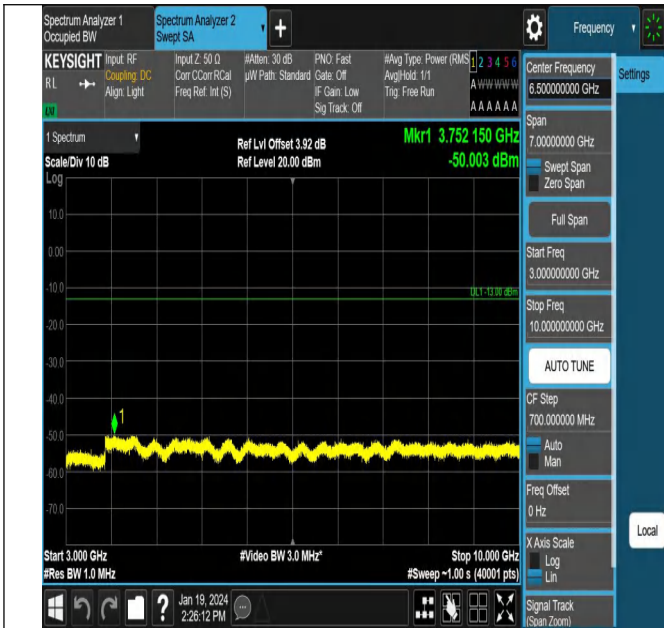 Spectrum Analyzer 1
Occupied BW
Spectrum Analyzer 2
Swept SA
+
Frequency
KEYSIGHT
RL
LXI
Input: RF
Coupling: DC
Align: Light
Input Z: 50 Ω
Corr CCorr RCal
Freq Ref: Int (S)
#Atten: 30 dB
µW Path: Standard
PNO: Fast
Gate: Off
IF Gain: Low
Sig Track: Off
#Avg Type: Power (RMS
Avg|Hold: 1/1
Trig: Free Run
1 2 3 4 5 6
A W W W W W
A A A A A A
1 Spectrum
Scale/Div 10 dB
Log
Ref Lvl Offset 3.92 dB
Ref Level 20.00 dBm
Mkr1 3.752 150 GHz
-50.003 dBm
10.0
0.00
-10.0
DL1 -13.00 dBm
-20.0
-30.0
-40.0
1
-50.0
-60.0
-70.0
Start 3.000 GHz
#Res BW 1.0 MHz
#Video BW 3.0 MHz*
Stop 10.000 GHz
#Sweep ~1.00 s (40001 pts)
Jan 19, 2024
2:26:12 PM
?
Center Frequency
6.500000000 GHz
Settings
Span
7.00000000 GHz
Swept Span
Zero Span
Full Span
Start Freq
3.000000000 GHz
Stop Freq
10.000000000 GHz
AUTO TUNE
CF Step
700.000000 MHz
Auto
Man
Freq Offset
0 Hz
X Axis Scale
Log
Lin
Local
Signal Track
(Span Zoom)